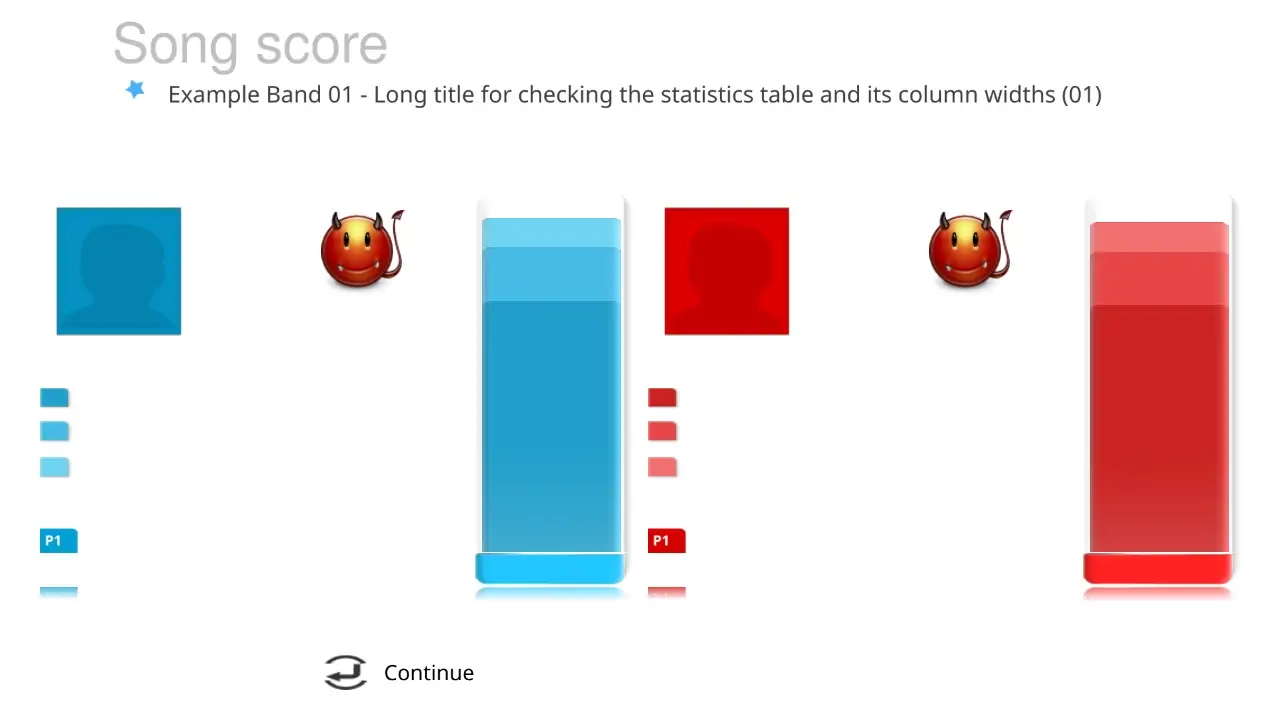 Song score
Example Band 01 - Long title for checking the statistics table and its column widths (01)
P1
P1
Continue